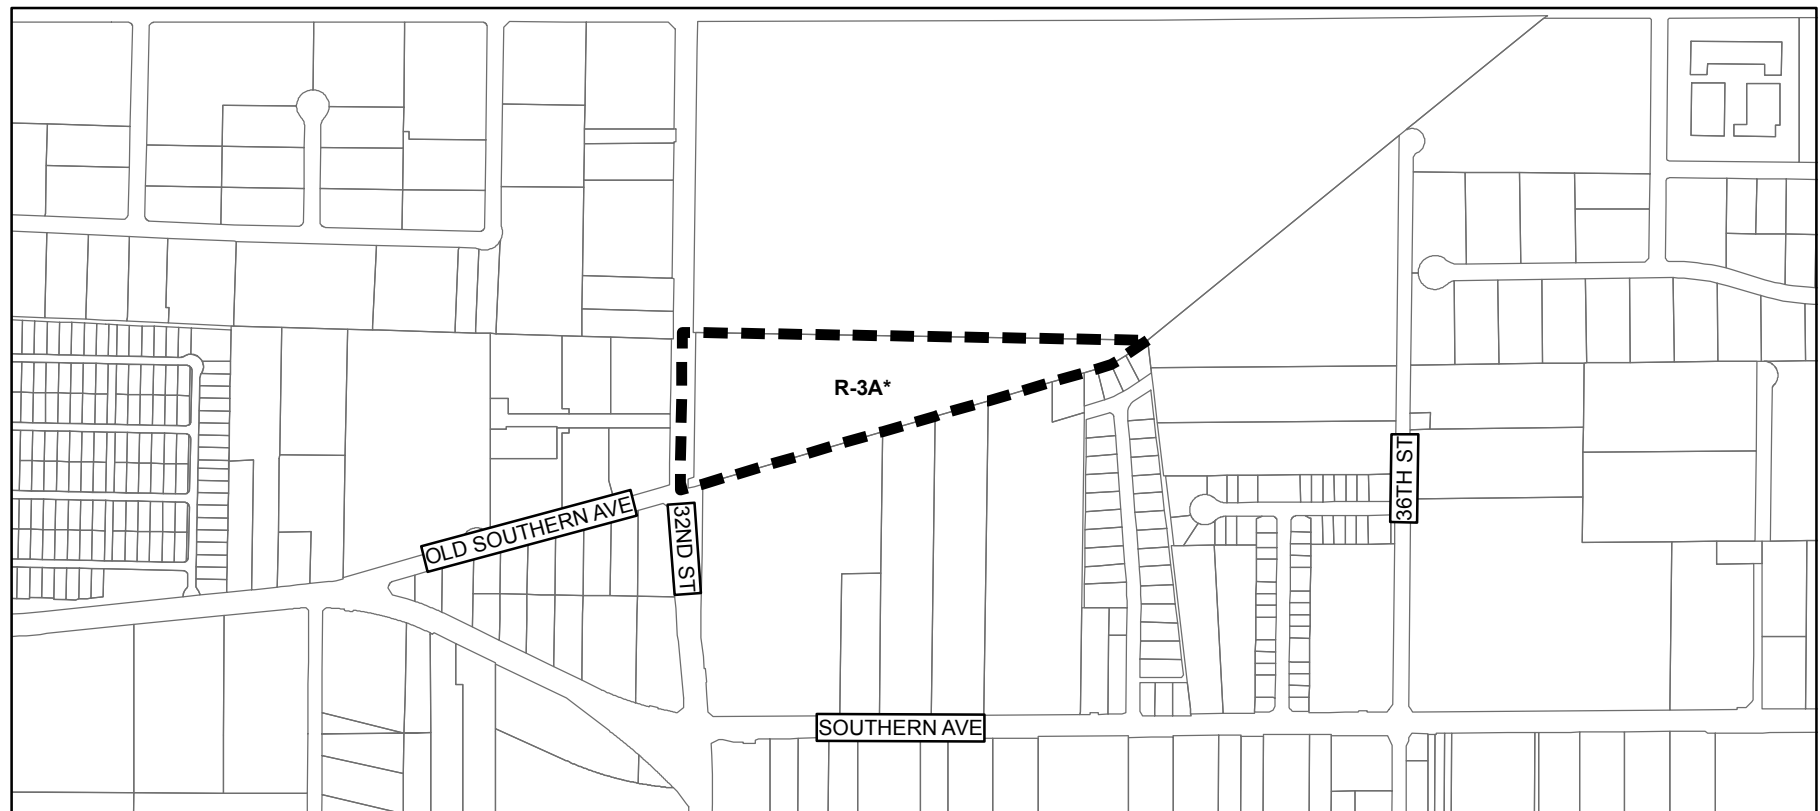 R-3A*
36TH ST
OLD SOUTHERN AVE
32ND ST
SOUTHERN AVE